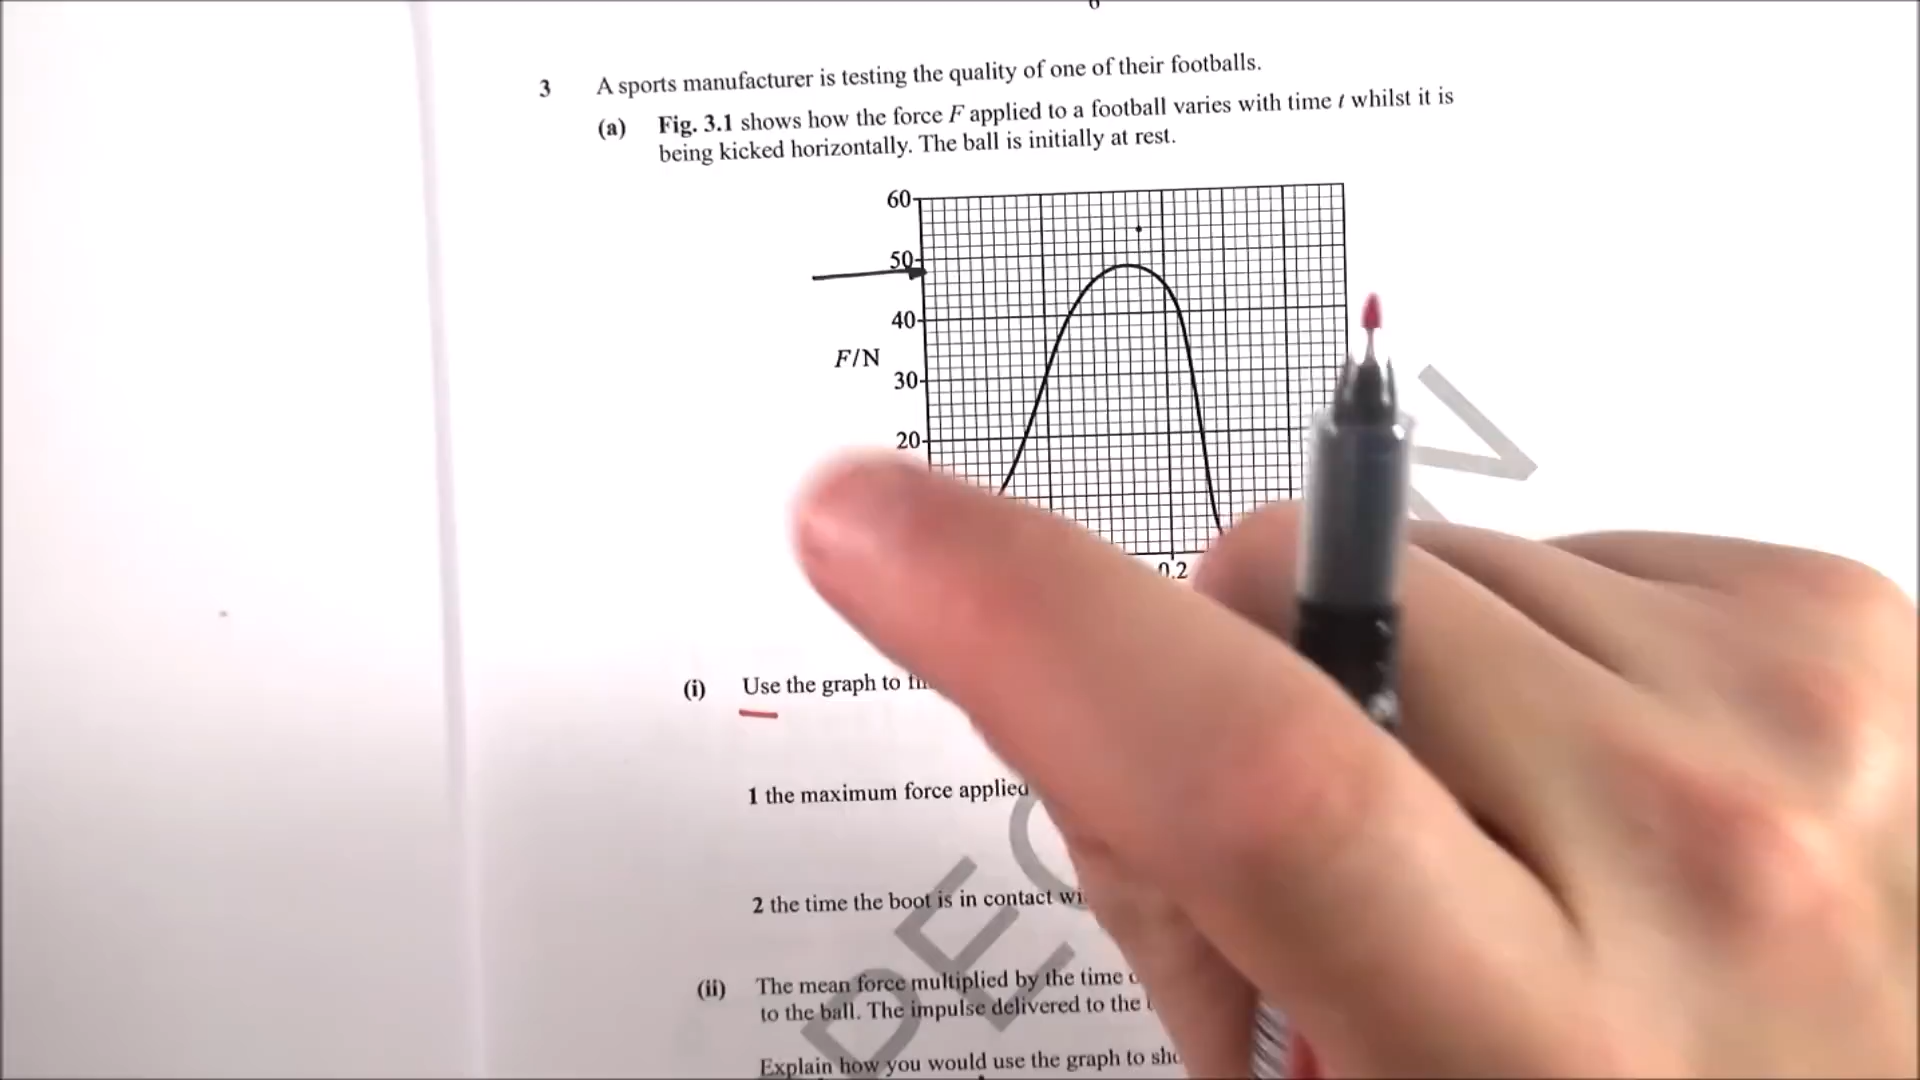 3 A sports manufacturer is testing the quality of one of their footballs.
(a) Fig. 3.1 shows how the force F applied to a football varies with time t whilst it is
being kicked horizontally. The ball is initially at rest.
60
50
40
F/N
30
20
0.2
(i) Use the graph to
1 the maximum force applied
2 the time the boot is in contact
(ii) The mean force multiplied by the time
to the ball. The impulse delivered to the
Explain how you would use the graph to